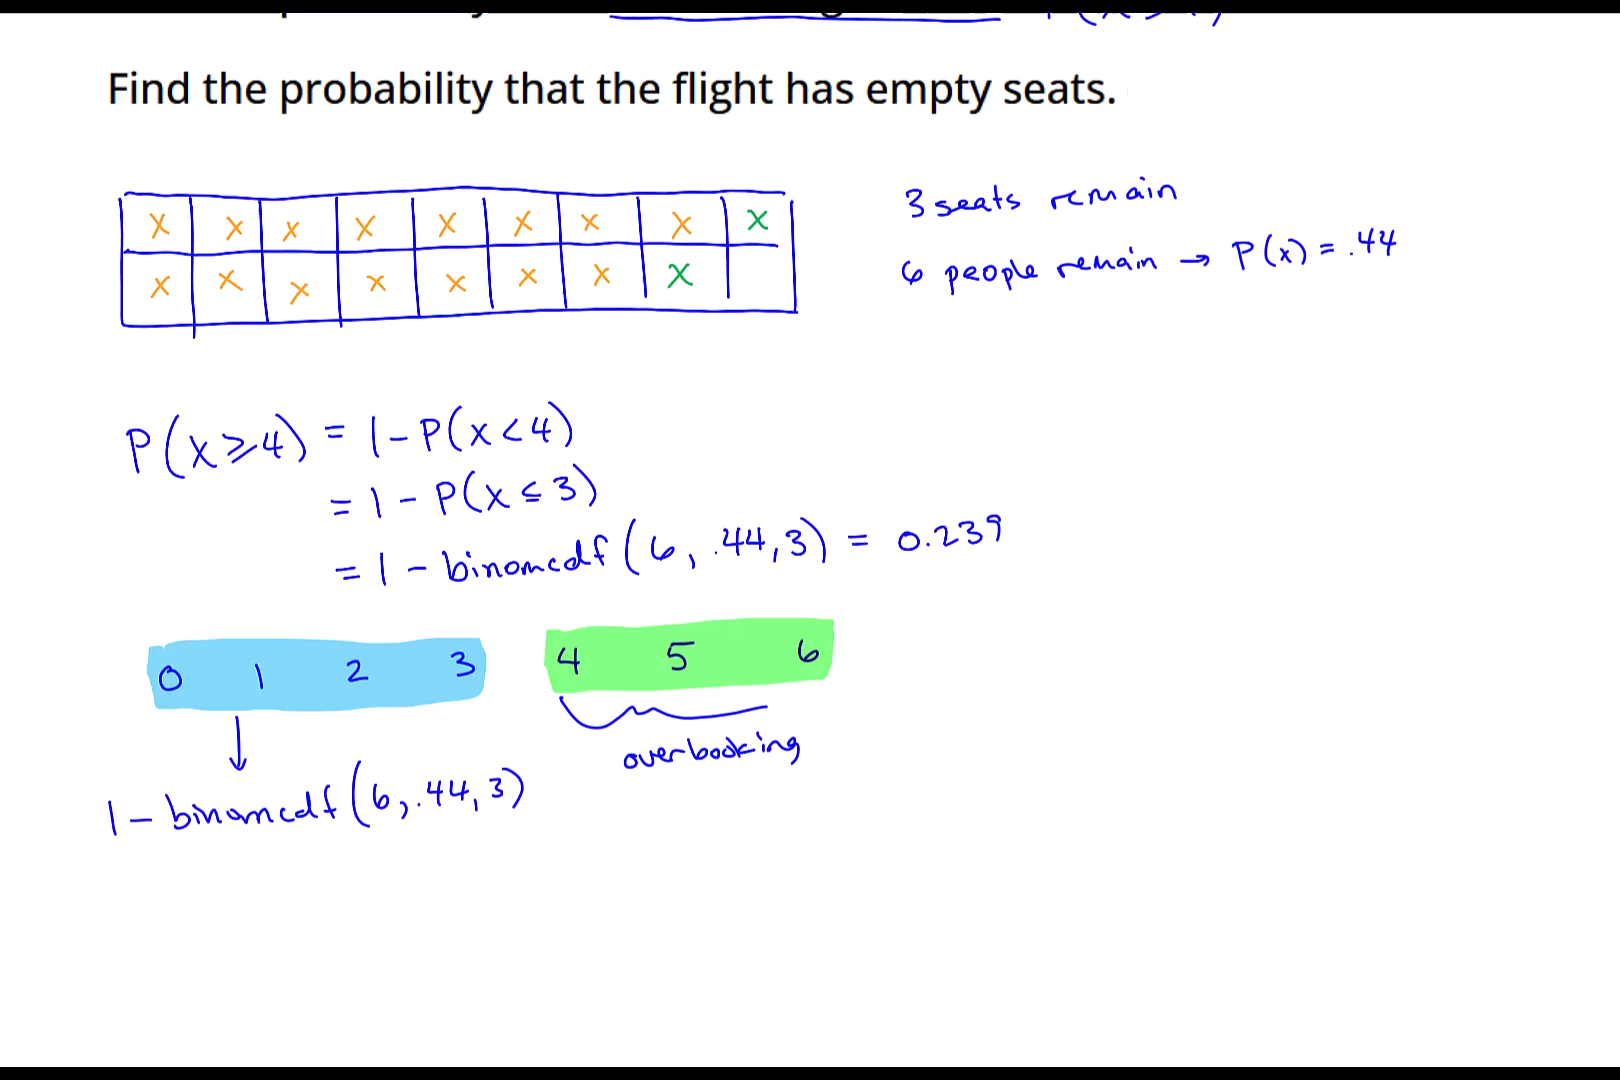 Find the probability that the flight has empty seats.
x x x x x x x x x
x x x x x x x x
3 seats remain
6 people remain → P(x) = .44
P(x ⩾ 4) = 1 - P(x < 4)
= 1 - P(x ≤ 3)
= 1 - binomcdf(6, .44, 3) = 0.239
0 1 2 3 4 5 6
overbooking
1 - binomcdf(6, .44, 3)